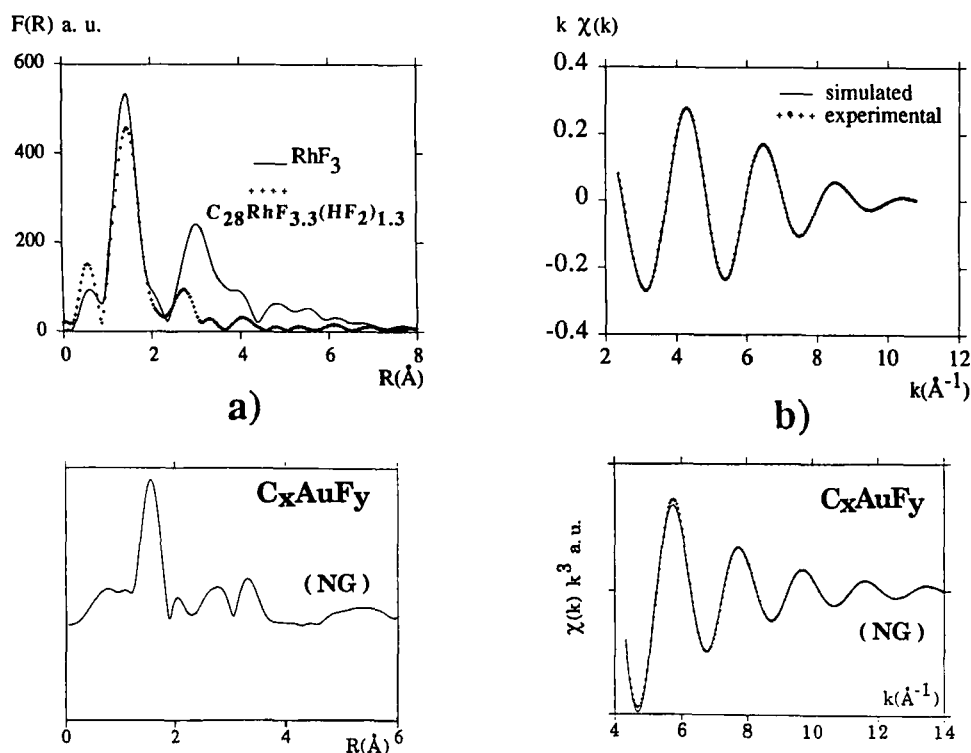 F(R) a. u.
600
400
200
0
RhF3
C28RhF3.3(HF2)1.3
0 2 4 6 8
R(Å)
a)
k χ(k)
0.4
0.2
0
-0.2
-0.4
simulated
experimental
2 4 6 8 10 12
k(Å-1)
b)
CxAuFy
(NG)
0 2 4 6
R(Å)
χ(k) k3 a.u.
CxAuFy
(NG)
k(Å-1)
4 6 8 10 12 14